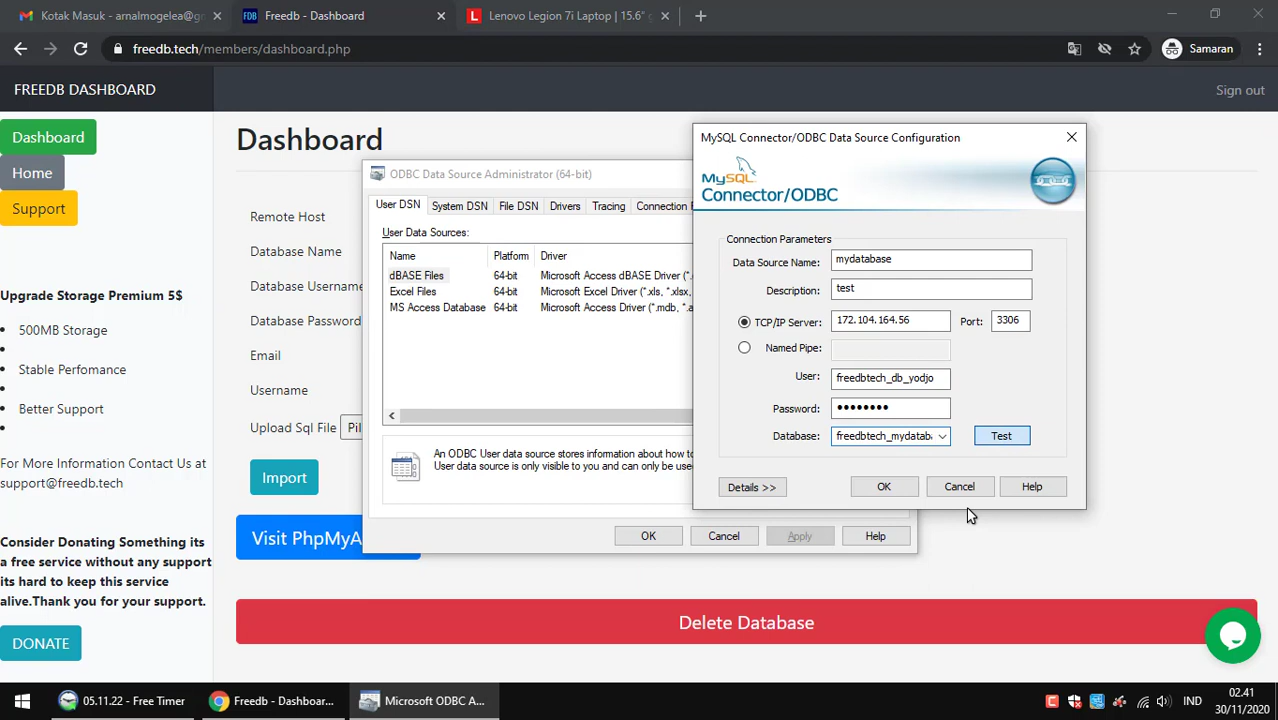 Kotak Masuk - arnalmogelea@g
Freedb - Dashboard
Lenovo Legion 7i Laptop | 15.6" g
freedb.tech/members/dashboard.php
Samaran
FREEDB DASHBOARD
Sign out
Dashboard
Home
Support
Upgrade Storage Premium 5$
500MB Storage
Stable Perfomance
Better Support
For More Information Contact Us at
support@freedb.tech
Consider Donating Something its
a free service without any support
its hard to keep this service
alive.Thank you for your support.
DONATE
Dashboard
Remote Host
Database Name
Database Username
Database Password
Email
Username
Upload Sql File
Pil
Import
Visit PhpMyA
Delete Database
ODBC Data Source Administrator (64-bit)
User DSN
System DSN
File DSN
Drivers
Tracing
Connection P
User Data Sources:
Name Platform Driver
dBASE Files 64-bit Microsoft Access dBASE Driver (*.
Excel Files 64-bit Microsoft Excel Driver (*.xls, *.xlsx,
MS Access Database 64-bit Microsoft Access Driver (*.mdb, *.a
An ODBC User data source stores information about how to
User data source is only visible to you and can only be use
OK
Cancel
Apply
Help
MySQL Connector/ODBC Data Source Configuration
MySQL
Connector/ODBC
Connection Parameters
Data Source Name: mydatabase
Description: test
TCP/IP Server: 172.104.164.56 Port: 3306
Named Pipe:
User: freedbtech_db_yodjo
Password: ••••••••
Database: freedbtech_mydataba
Test
Details >>
OK
Cancel
Help
05.11.22 - Free Timer
Freedb - Dashboar...
Microsoft ODBC A...
IND
02.41
30/11/2020